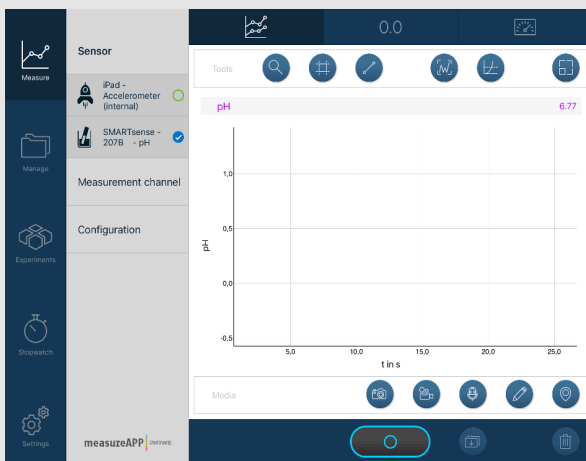 Measure
Manage
Experiments
Stopwatch
Settings
Sensor
iPad -
Accelerometer
(internal)
SMARTsense -
207B - pH
Measurement channel
Configuration
measureAPP PHYWE
0.0
Tools
pH
6.77
1,0
0,5
0,0
-0,5
pH
5,0 10,0 15,0 20,0 25,0
t in s
Media